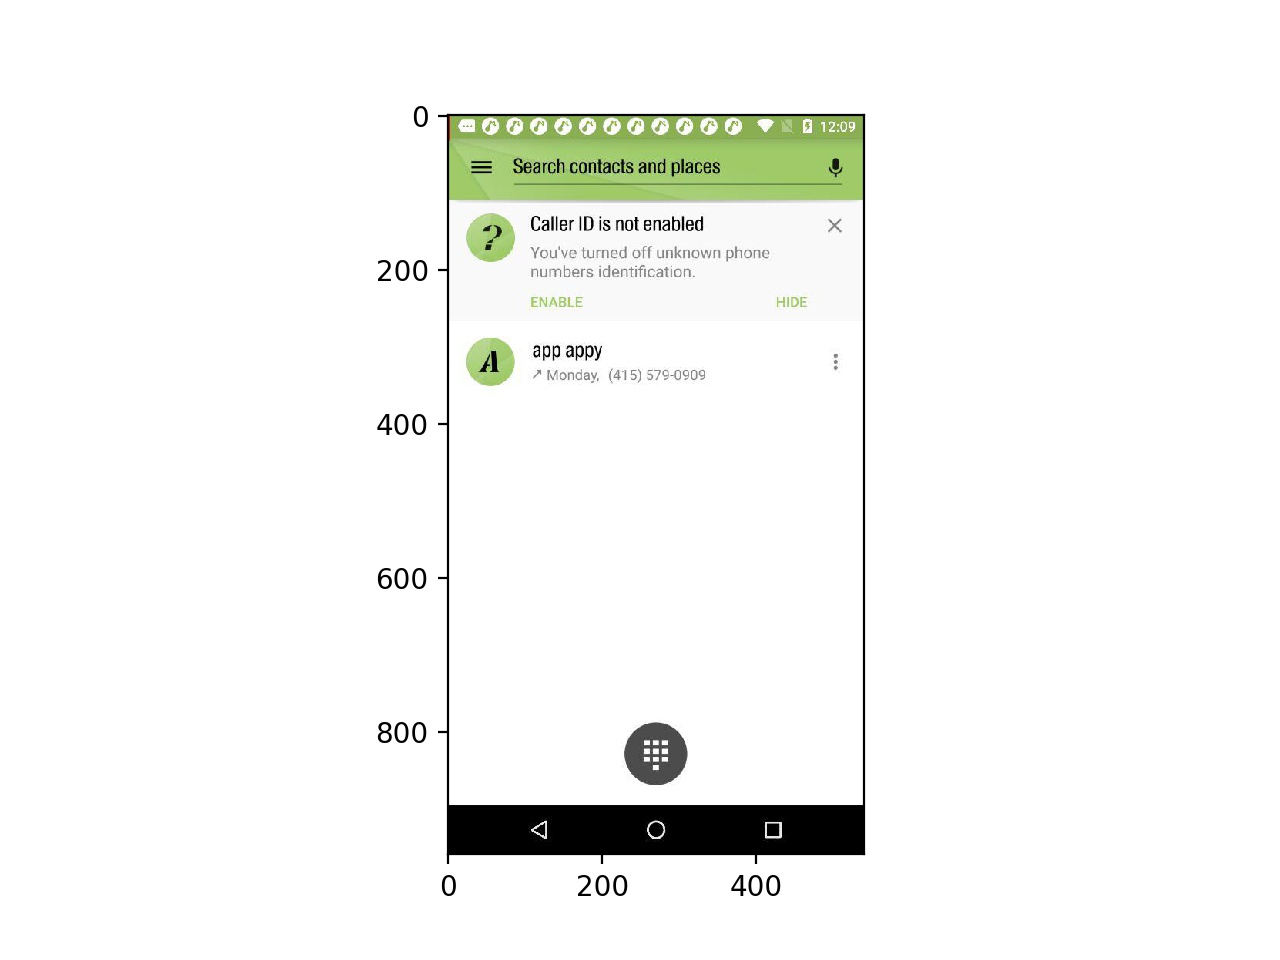 0
200
400
600
800
12:09
Search contacts and places
?
Caller ID is not enabled
You've turned off unknown phone
numbers identification.
ENABLE HIDE
A
app appy
Monday, (415) 579-0909
0 200 400